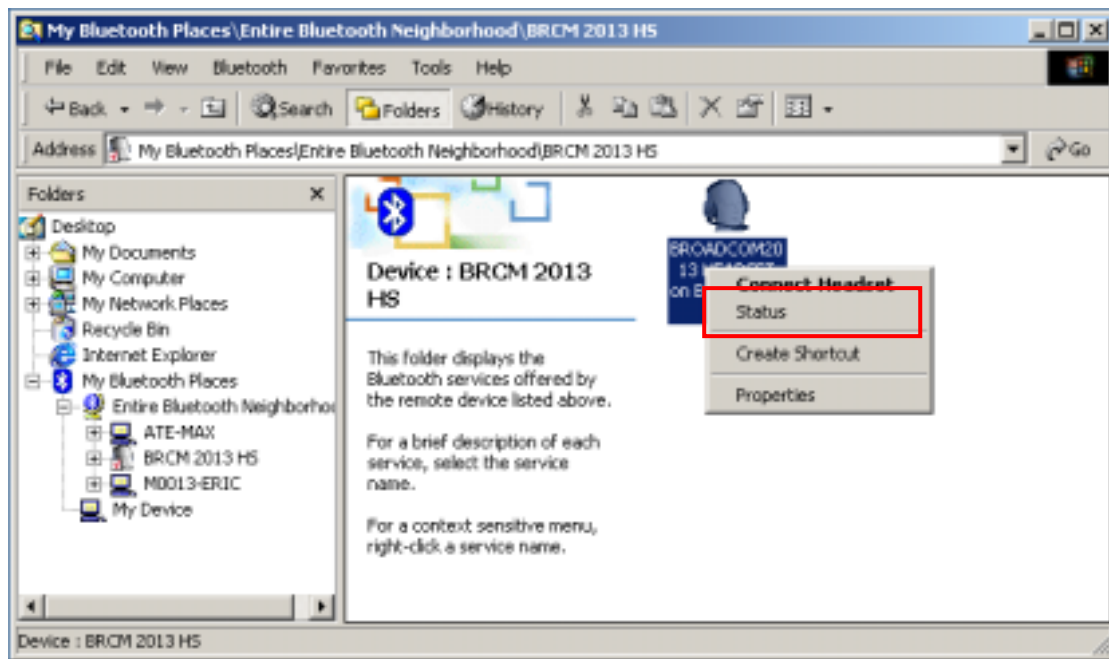 My Bluetooth Places\Entire Bluetooth Neighborhood\BRCM 2013 HS
File Edit View Bluetooth Favorites Tools Help
Back Search Folders History
Address My Bluetooth Places\Entire Bluetooth Neighborhood\BRCM 2013 HS Go
Folders
Desktop
My Documents
My Computer
My Network Places
Recycle Bin
Internet Explorer
My Bluetooth Places
Entire Bluetooth Neighborho
ATE-MAX
BRCM 2013 HS
M0013-ERIC
My Device
Device : BRCM 2013
HS
This folder displays the
Bluetooth services offered by
the remote device listed above.
For a brief description of each
service, select the service
name.
For a context sensitive menu,
right-click a service name.
BROADCOM20
13
on
Connect Headset
Status
Create Shortcut
Properties
Device : BRCM 2013 HS